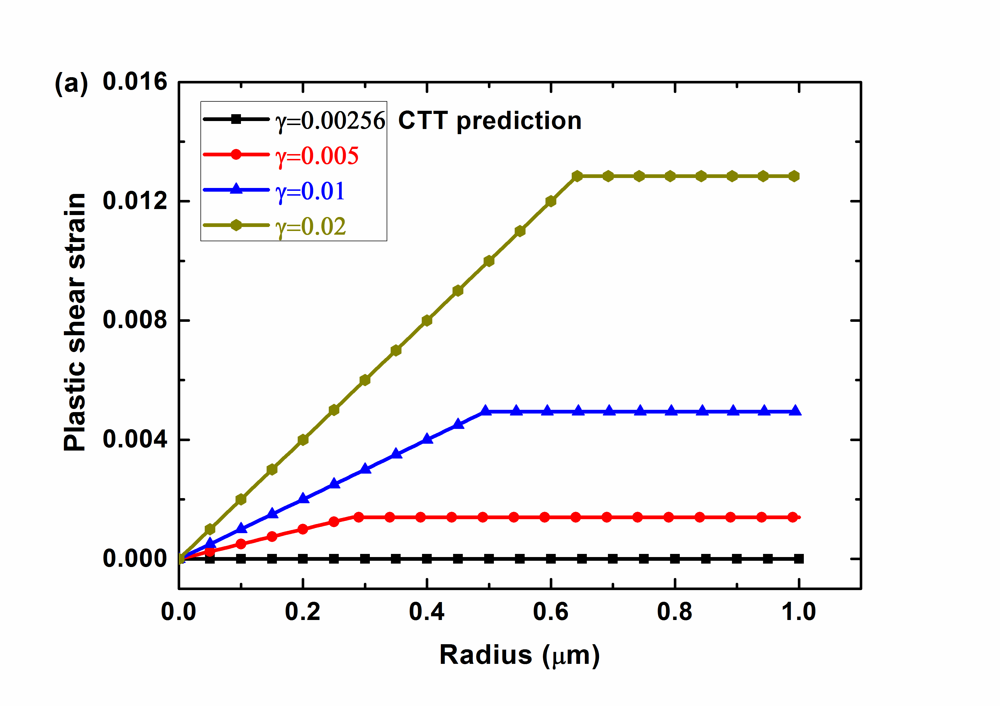 (a)
0.016
γ=0.00256 CTT prediction
γ=0.005
γ=0.01
γ=0.02
0.012
0.008
0.004
0.000
Plastic shear strain
0.0 0.2 0.4 0.6 0.8 1.0
Radius (μm)